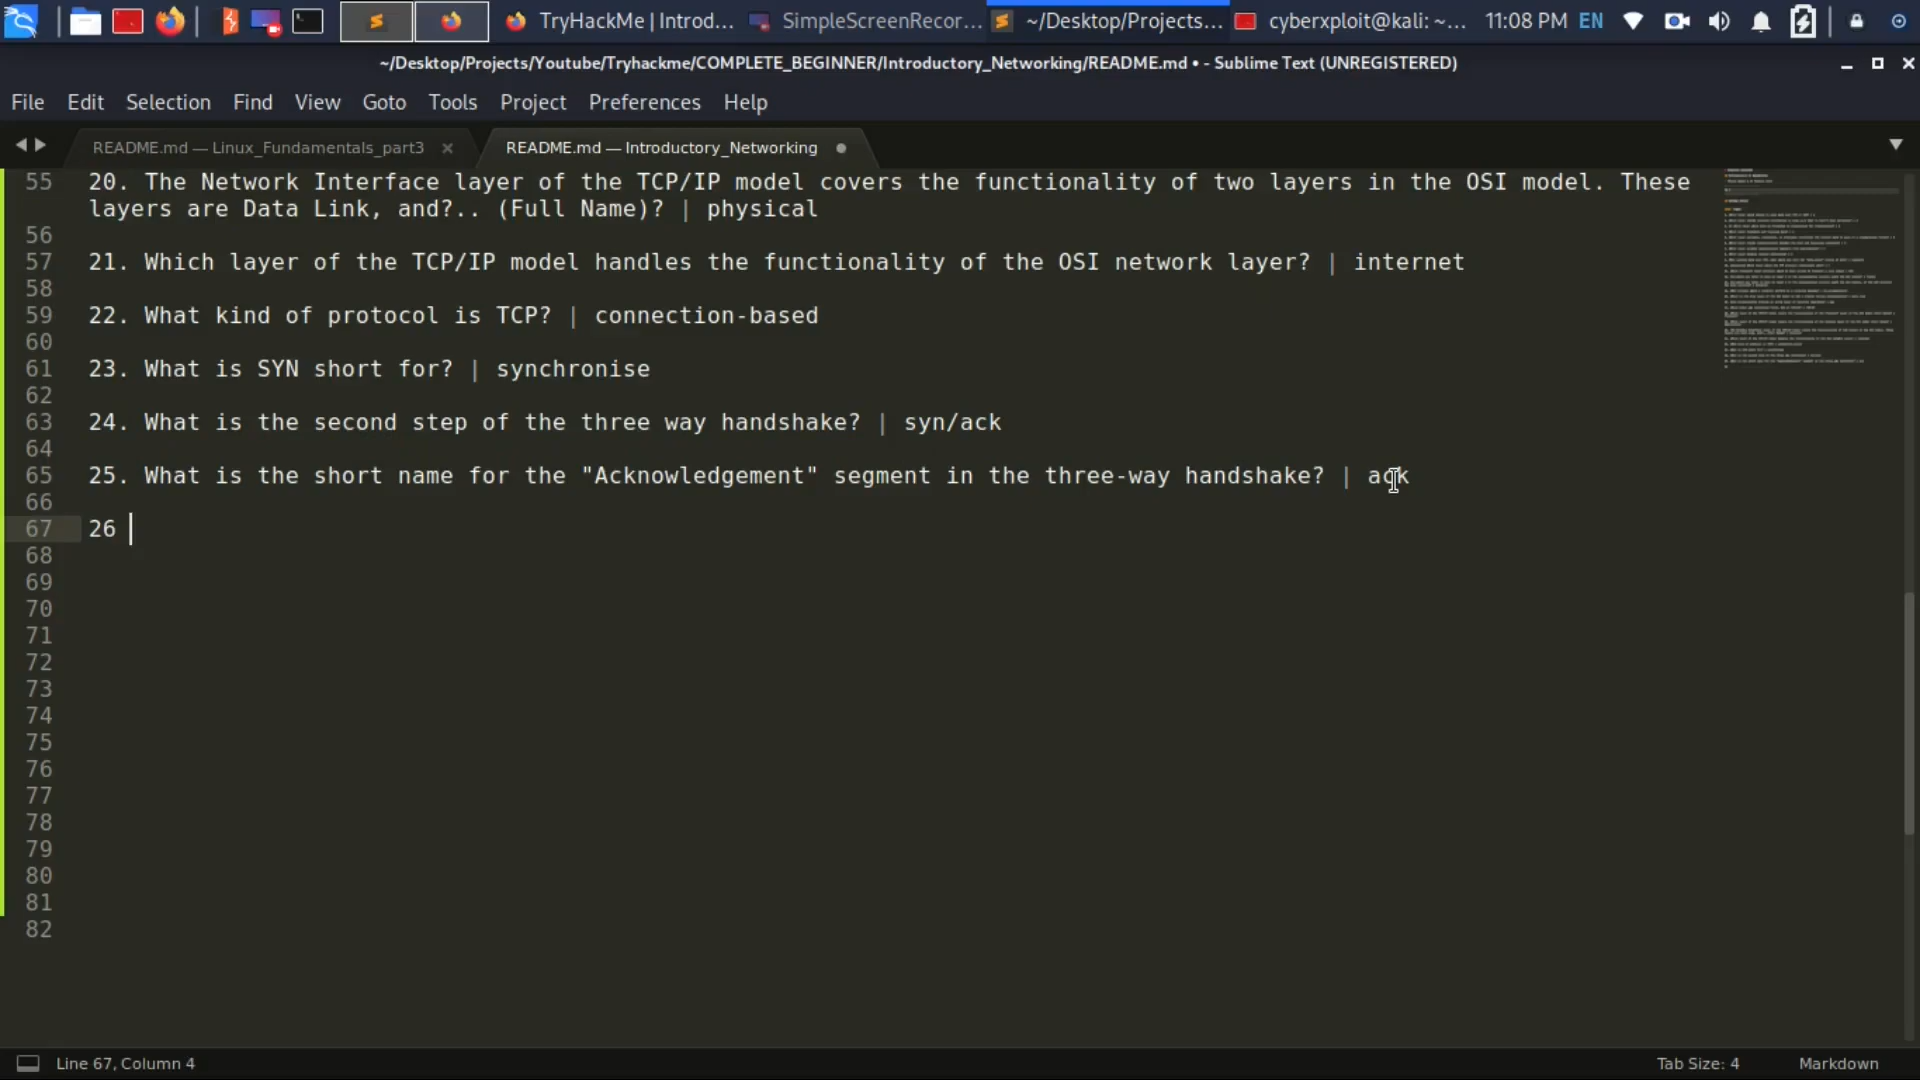 TryHackMe | Introd... SimpleScreenRecor... ~/Desktop/Projects... cyberxploit@kali: ~... 11:08 PM EN
~/Desktop/Projects/Youtube/Tryhackme/COMPLETE_BEGINNER/Introductory_Networking/README.md • - Sublime Text (UNREGISTERED)
File Edit Selection Find View Goto Tools Project Preferences Help
README.md — Linux_Fundamentals_part3 README.md — Introductory_Networking
55 20. The Network Interface layer of the TCP/IP model covers the functionality of two layers in the OSI model. These
layers are Data Link, and?.. (Full Name)? | physical
56
57 21. Which layer of the TCP/IP model handles the functionality of the OSI network layer? | internet
58
59 22. What kind of protocol is TCP? | connection-based
60
61 23. What is SYN short for? | synchronise
62
63 24. What is the second step of the three way handshake? | syn/ack
64
65 25. What is the short name for the "Acknowledgement" segment in the three-way handshake? | ack
66
67 26
68
69
70
71
72
73
74
75
76
77
78
79
80
81
82
Line 67, Column 4 Tab Size: 4 Markdown